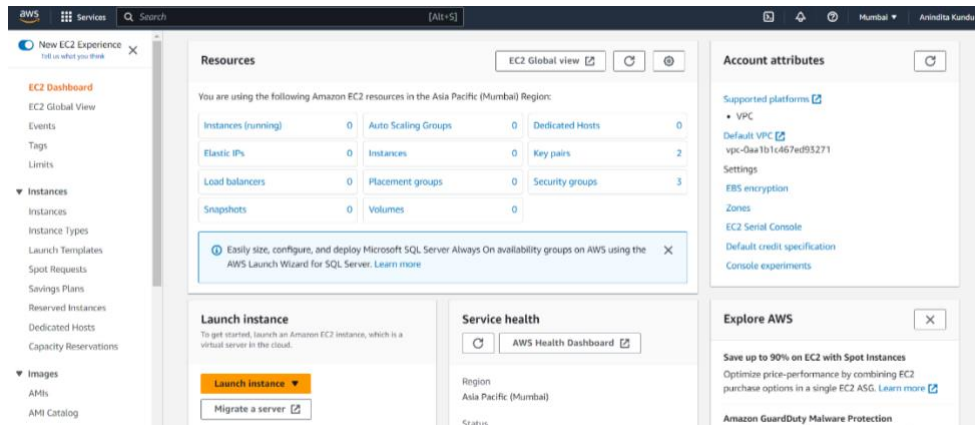 aws
Services
Search
[Alt+S]
Mumbai
Anindita Kundu
New EC2 Experience
Tell us what you think
EC2 Dashboard
EC2 Global View
Events
Tags
Limits
Instances
Instances
Instance Types
Launch Templates
Spot Requests
Savings Plans
Reserved Instances
Dedicated Hosts
Capacity Reservations
Images
AMIs
AMI Catalog
Resources
EC2 Global view
You are using the following Amazon EC2 resources in the Asia Pacific (Mumbai) Region:
Instances (running) 0 Auto Scaling Groups 0 Dedicated Hosts 0
Elastic IPs 0 Instances 0 Key pairs 2
Load balancers 0 Placement groups 0 Security groups 3
Snapshots 0 Volumes 0
Easily size, configure, and deploy Microsoft SQL Server Always On availability groups on AWS using the
AWS Launch Wizard for SQL Server. Learn more
Launch instance
To get started, launch an Amazon EC2 instance, which is a
virtual server in the cloud.
Launch instance
Migrate a server
Service health
AWS Health Dashboard
Region
Asia Pacific (Mumbai)
Status
Account attributes
Supported platforms
VPC
Default VPC
vpc-0aa1b1c467ed93271
Settings
EBS encryption
Zones
EC2 Serial Console
Default credit specification
Console experiments
Explore AWS
Save up to 90% on EC2 with Spot Instances
Optimize price-performance by combining EC2
purchase options in a single EC2 ASG. Learn more
Amazon GuardDuty Malware Protection